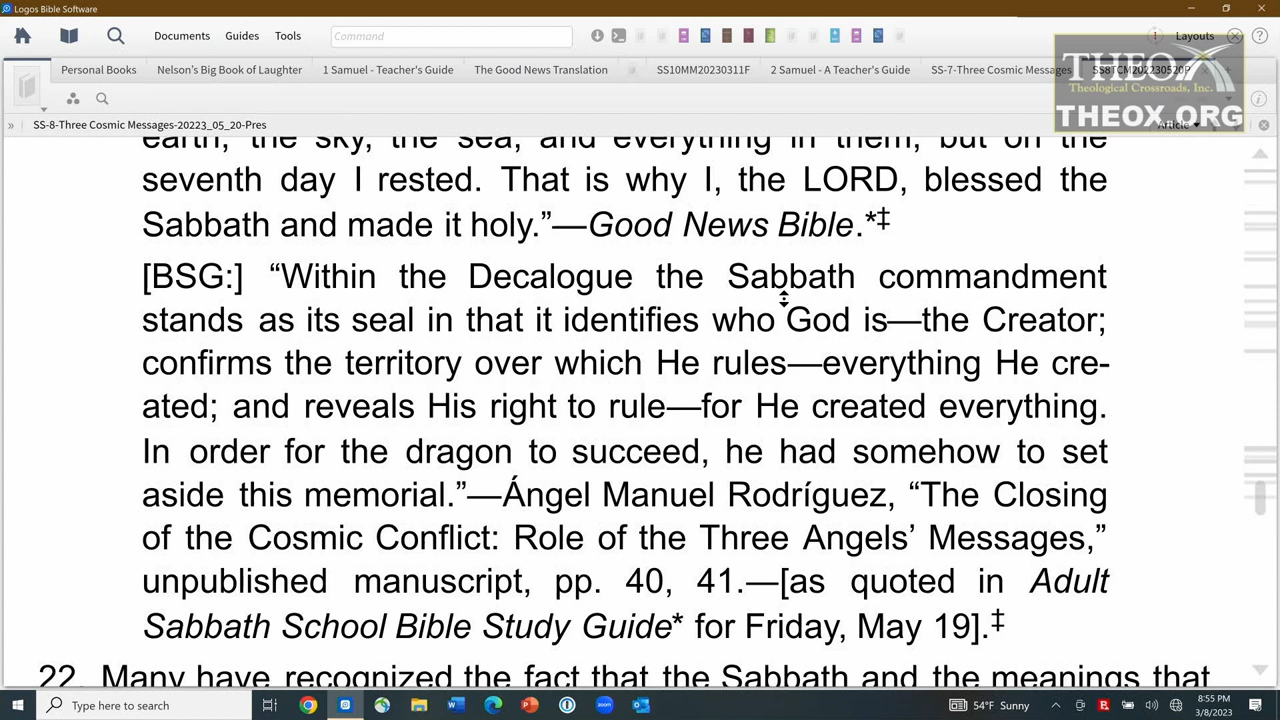 Logos Bible Software
Documents Guides Tools Command Layouts
Personal Books Nelson's Big Book of Laughter 1 Samuel Teac The Good News Translation SS10MM20230311F 2 Samuel - A Teacher's Guide SS-7-Three Cosmic Messages SS8TCM202230520P
THEOX
Theological Crossroads, Inc.
THEOX.ORG
SS-8-Three Cosmic Messages-20223_05_20-Pres Article
earth, the sky, the sea, and everything in them, but on the
seventh day I rested. That is why I, the LORD, blessed the
Sabbath and made it holy.”—Good News Bible.*‡
[BSG:] “Within the Decalogue the Sabbath commandment
stands as its seal in that it identifies who God is—the Creator;
confirms the territory over which He rules—everything He cre-
ated; and reveals His right to rule—for He created everything.
In order for the dragon to succeed, he had somehow to set
aside this memorial.”—Ángel Manuel Rodríguez, “The Closing
of the Cosmic Conflict: Role of the Three Angels’ Messages,”
unpublished manuscript, pp. 40, 41.—[as quoted in Adult
Sabbath School Bible Study Guide* for Friday, May 19].‡
22. Many have recognized the fact that the Sabbath and the meanings that
Type here to search 54°F Sunny 8:55 PM
3/8/2023